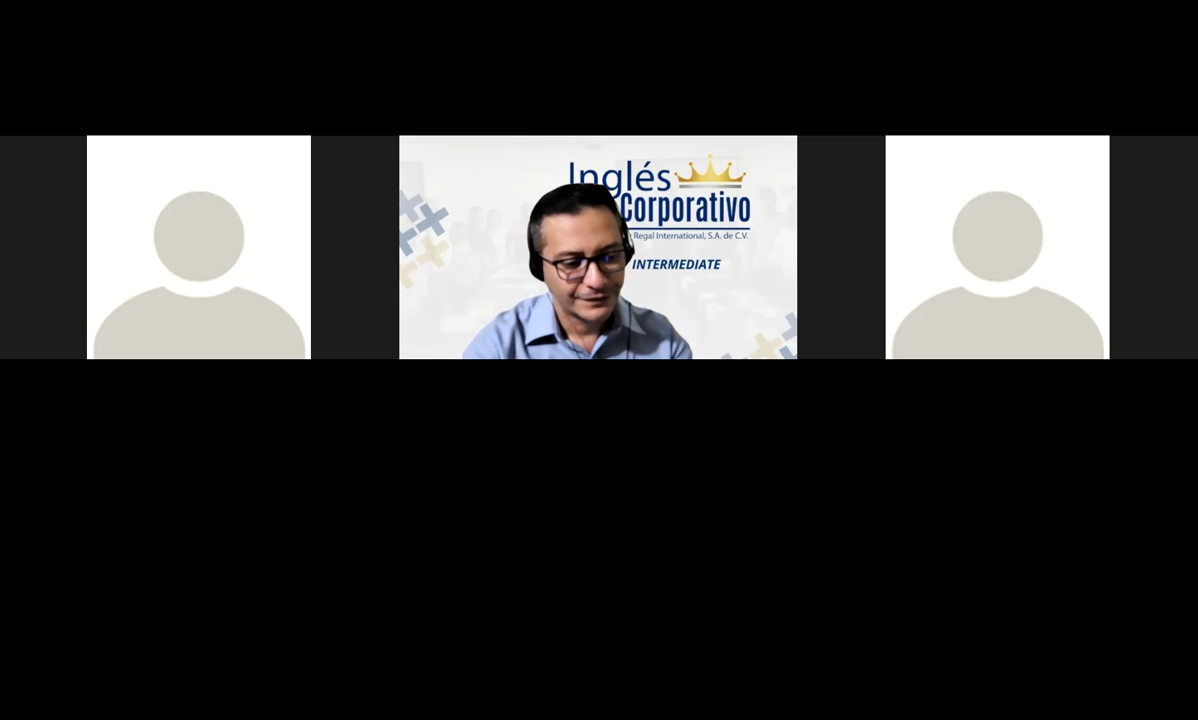 Inglés
Corporativo
Regal International, S.A. de C.V.
INTERMEDIATE